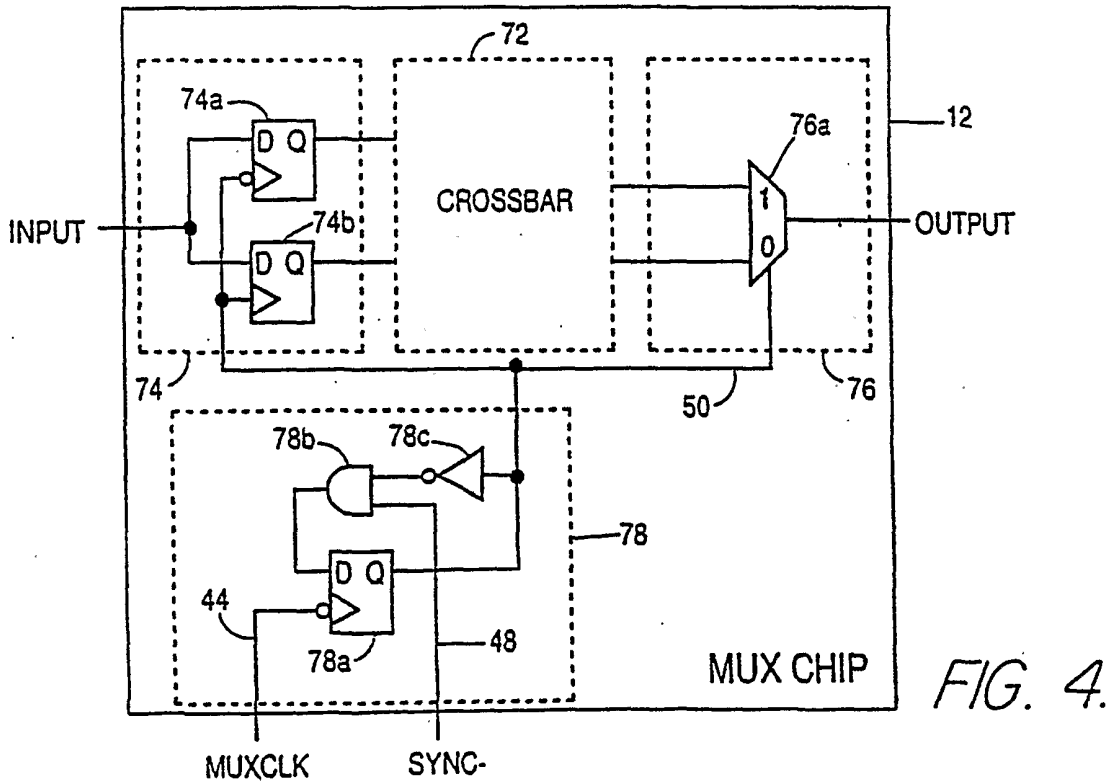 72
74a
D Q
76a
12
1
CROSSBAR
INPUT
74b
OUTPUT
D Q
0
74
50
76
78b
78c
78
D Q
44
48
78a
MUX CHIP
FIG. 4.
MUXCLK
SYNC-